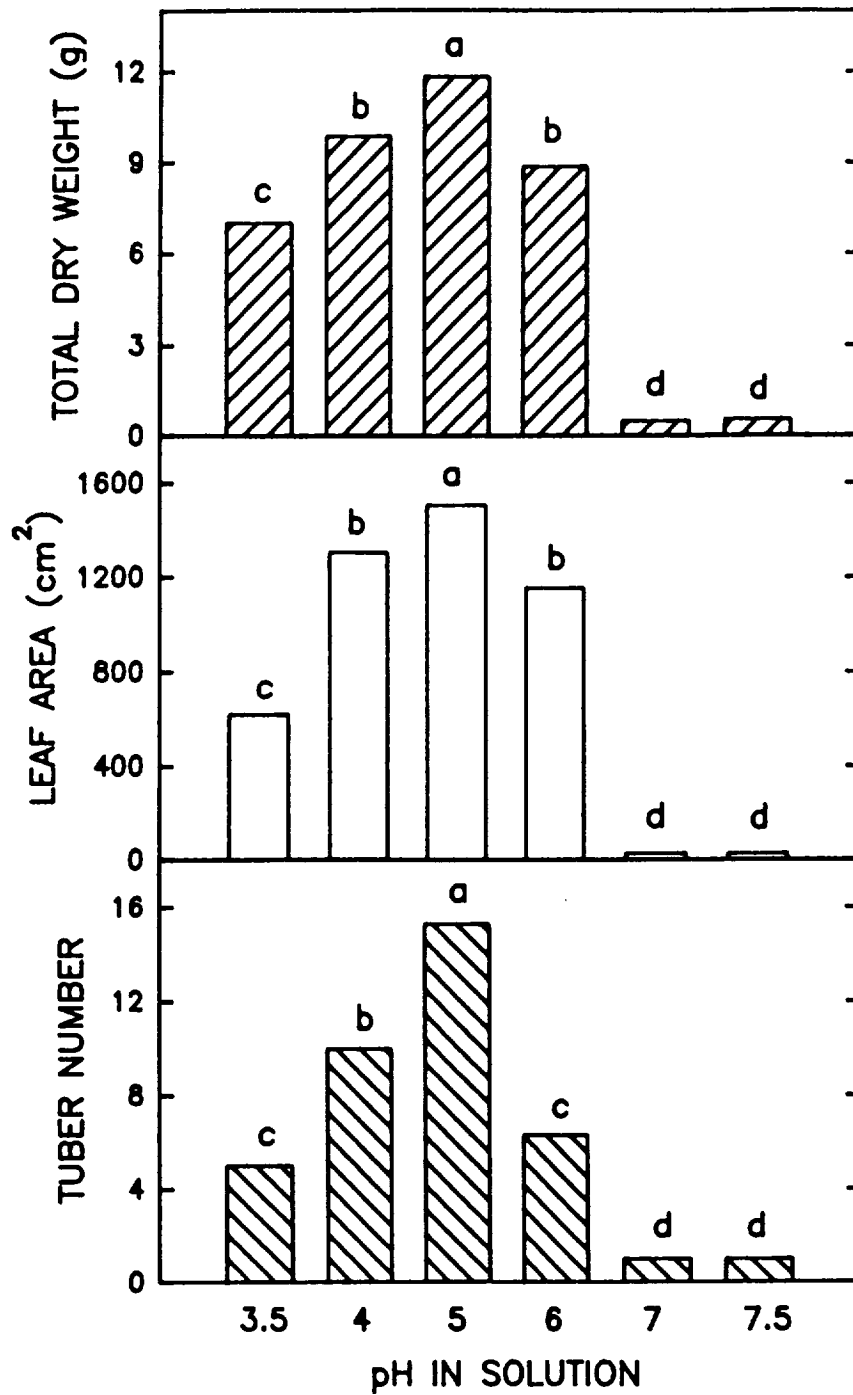 TOTAL DRY WEIGHT (g)
12
9
6
3
0
c
b
a
b
d
d
LEAF AREA (cm²)
1600
1200
800
400
0
c
b
a
b
d
d
TUBER NUMBER
16
12
8
4
0
c
b
a
c
d
d
3.5 4 5 6 7 7.5
pH IN SOLUTION